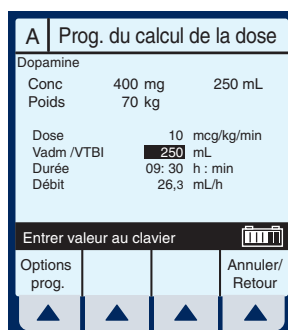 A Prog. du calcul de la dose
Dopamine
Conc 400 mg 250 mL
Poids 70 kg
Dose 10 mcg/kg/min
Vadm /VTBI 250 mL
Durée 09: 30 h : min
Débit 26,3 mL/h
Entrer valeur au clavier
Options prog.
Annuler/ Retour